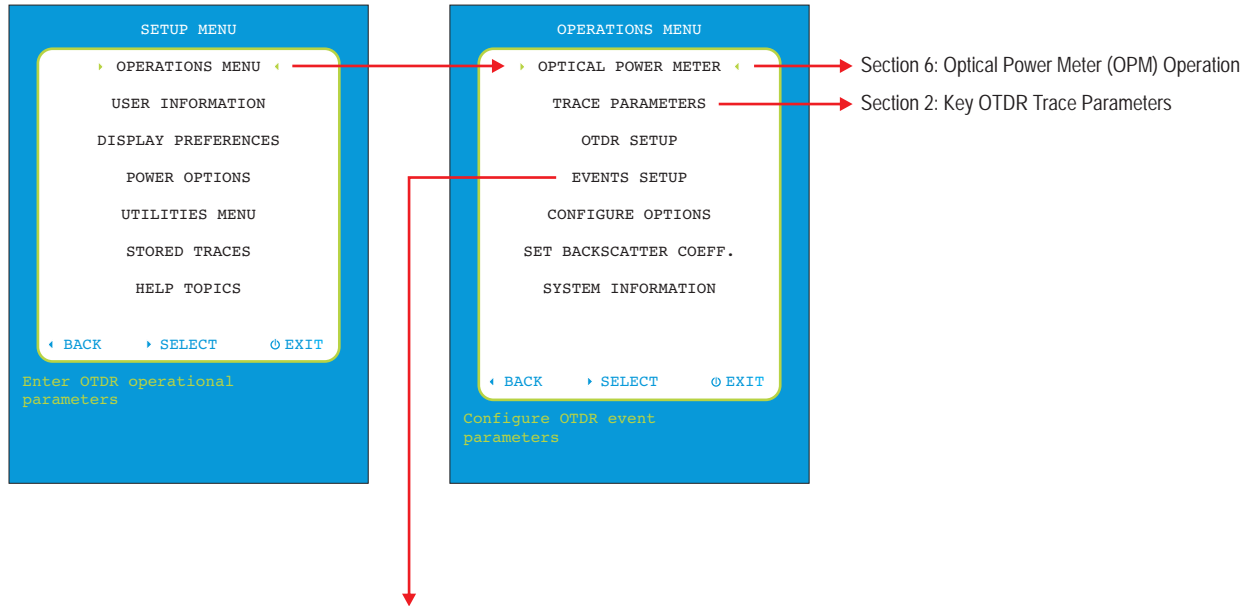 SETUP MENU
OPERATIONS MENU
USER INFORMATION
DISPLAY PREFERENCES
POWER OPTIONS
UTILITIES MENU
STORED TRACES
HELP TOPICS
BACK SELECT EXIT
Enter OTDR operational
parameters
OPERATIONS MENU
OPTICAL POWER METER
TRACE PARAMETERS
OTDR SETUP
EVENTS SETUP
CONFIGURE OPTIONS
SET BACKSCATTER COEFF.
SYSTEM INFORMATION
BACK SELECT EXIT
Configure OTDR event
parameters
Section 6: Optical Power Meter (OPM) Operation
Section 2: Key OTDR Trace Parameters